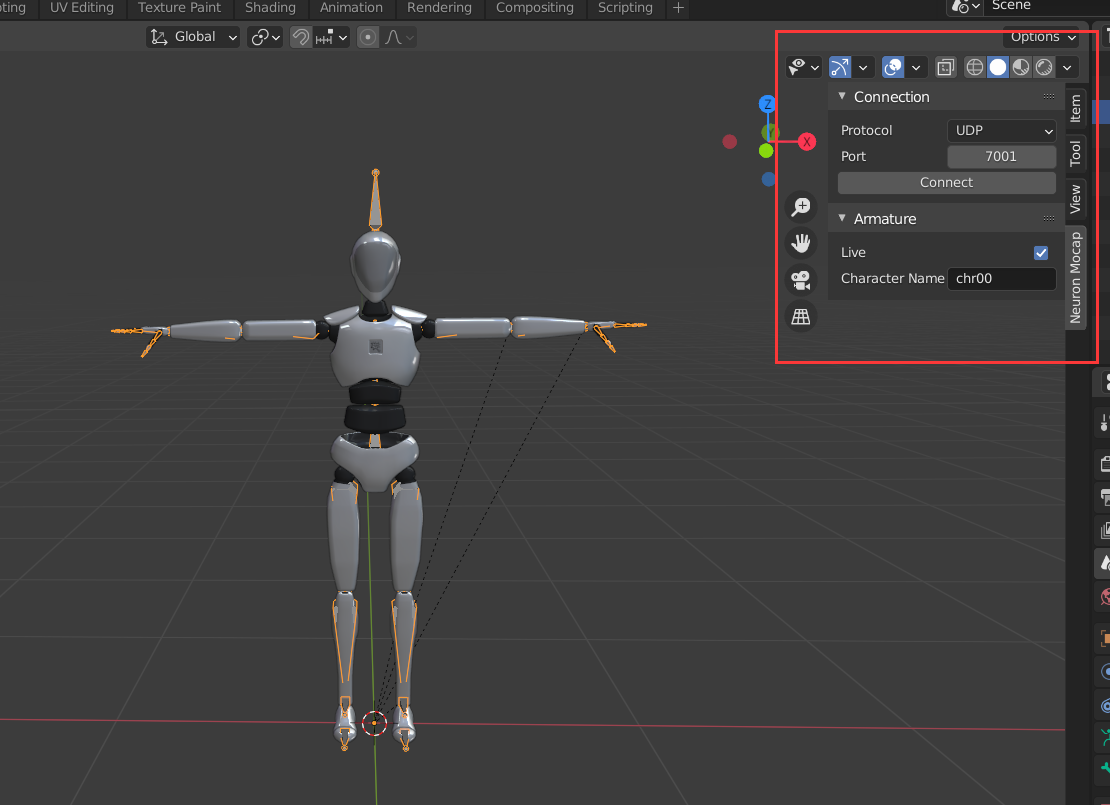 ting UV Editing Texture Paint Shading Animation Rendering Compositing Scripting + Scene
Global Options
Z
Y
X
Connection
Protocol UDP
Port 7001
Connect
Armature
Live
Character Name chr00
Item
Tool
View
Neuron Mocap